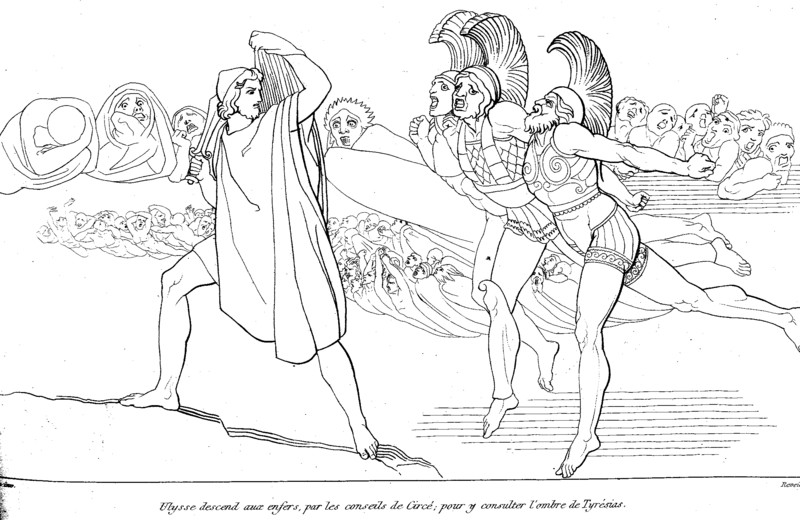 Ulysse descend aux enfers, par les conseils de Circé; pour y consulter l'ombre de Tyrésias.